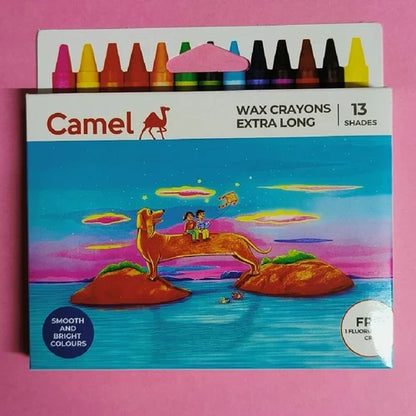 Camel
WAX CRAYONS
EXTRA LONG
13
SHADES
SMOOTH
AND
BRIGHT
COLOURS